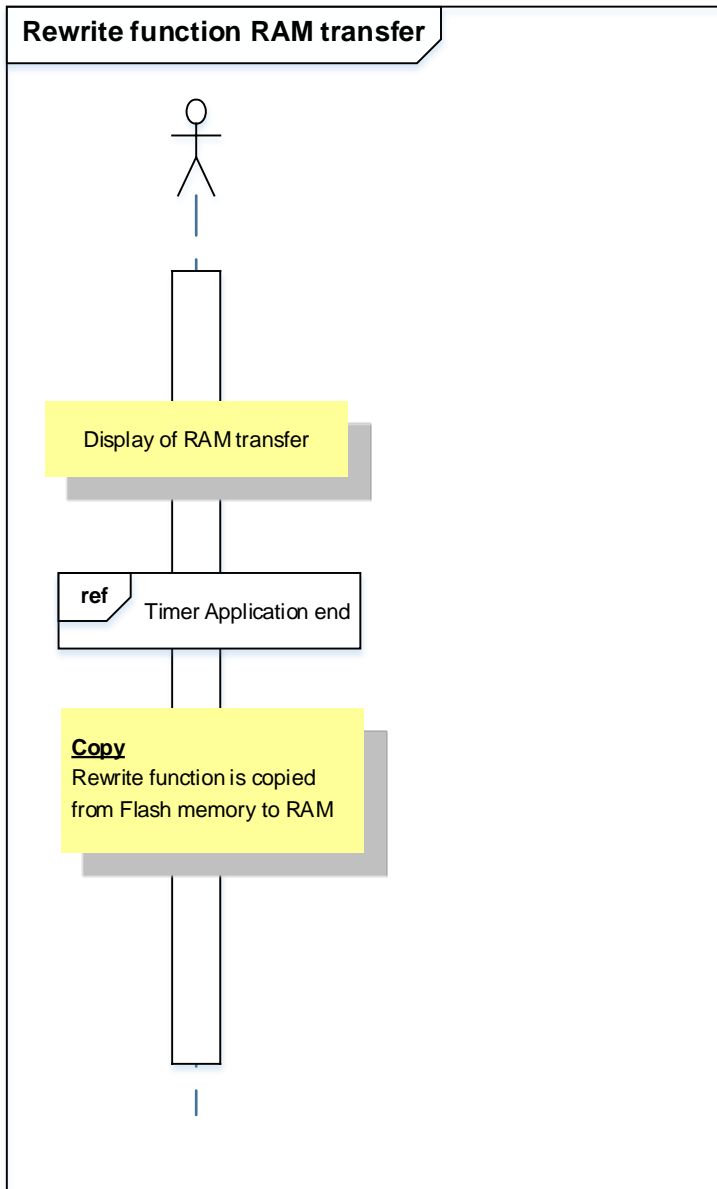 Rewrite function RAM transfer
Display of RAM transfer
ref
Timer Application end
Copy
Rewrite function is copied
from Flash memory to RAM